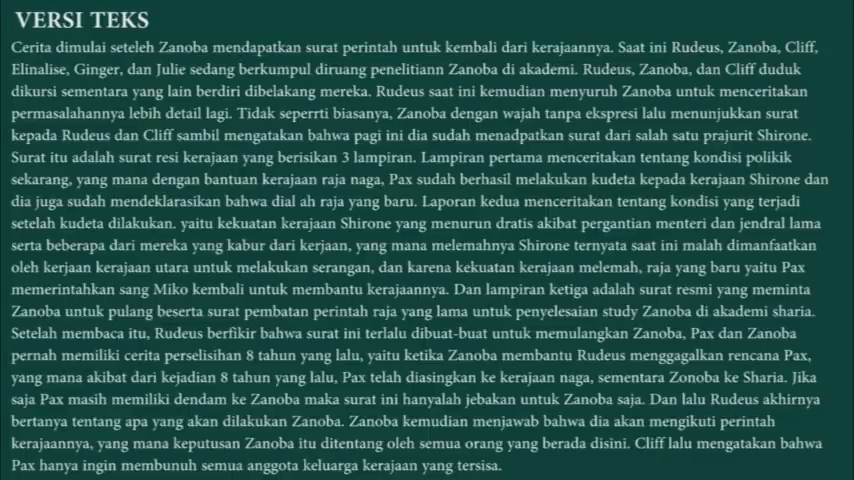 VERSI TEKS
Cerita dimulai seteleh Zanoba mendapatkan surat perintah untuk kembali dari kerajaannya. Saat ini Rudeus, Zanoba, Cliff,
Elinalise, Ginger, dan Julie sedang berkumpul diruang penelitiann Zanoba di akademi. Rudeus, Zanoba, dan Cliff duduk
dikursi sementara yang lain berdiri dibelakang mereka. Rudeus saat ini kemudian menyuruh Zanoba untuk menceritakan
permasalahannya lebih detail lagi. Tidak seperrti biasanya, Zanoba dengan wajah tanpa ekspresi lalu menunjukkan surat
kepada Rudeus dan Cliff sambil mengatakan bahwa pagi ini dia sudah menadpatkan surat dari salah satu prajurit Shirone.
Surat itu adalah surat resi kerajaan yang berisikan 3 lampiran. Lampiran pertama menceritakan tentang kondisi polikik
sekarang, yang mana dengan bantuan kerajaan raja naga, Pax sudah berhasil melakukan kudeta kepada kerajaan Shirone dan
dia juga sudah mendeklarasikan bahwa dial ah raja yang baru. Laporan kedua menceritakan tentang kondisi yang terjadi
setelah kudeta dilakukan. yaitu kekuatan kerajaan Shirone yang menurun dratis akibat pergantian menteri dan jendral lama
serta beberapa dari mereka yang kabur dari kerjaan, yang mana melemahnya Shirone ternyata saat ini malah dimanfaatkan
oleh kerjaan kerajaan utara untuk melakukan serangan, dan karena kekuatan kerajaan melemah, raja yang baru yaitu Pax
memerintahkan sang Miko kembali untuk membantu kerajaannya. Dan lampiran ketiga adalah surat resmi yang meminta
Zanoba untuk pulang beserta surat pembatan perintah raja yang lama untuk penyelesaian study Zanoba di akademi sharia.
Setelah membaca itu, Rudeus berfikir bahwa surat ini terlalu dibuat-buat untuk memulangkan Zanoba, Pax dan Zanoba
pernah memiliki cerita perselisihan 8 tahun yang lalu, yaitu ketika Zanoba membantu Rudeus menggagalkan rencana Pax,
yang mana akibat dari kejadian 8 tahun yang lalu, Pax telah diasingkan ke kerajaan naga, sementara Zonoba ke Sharia. Jika
saja Pax masih memiliki dendam ke Zanoba maka surat ini hanyalah jebakan untuk Zanoba saja. Dan lalu Rudeus akhirnya
bertanya tentang apa yang akan dilakukan Zanoba. Zanoba kemudian menjawab bahwa dia akan mengikuti perintah
kerajaannya, yang mana keputusan Zanoba itu ditentang oleh semua orang yang berada disini. Cliff lalu mengatakan bahwa
Pax hanya ingin membunuh semua anggota keluarga kerajaan yang tersisa.